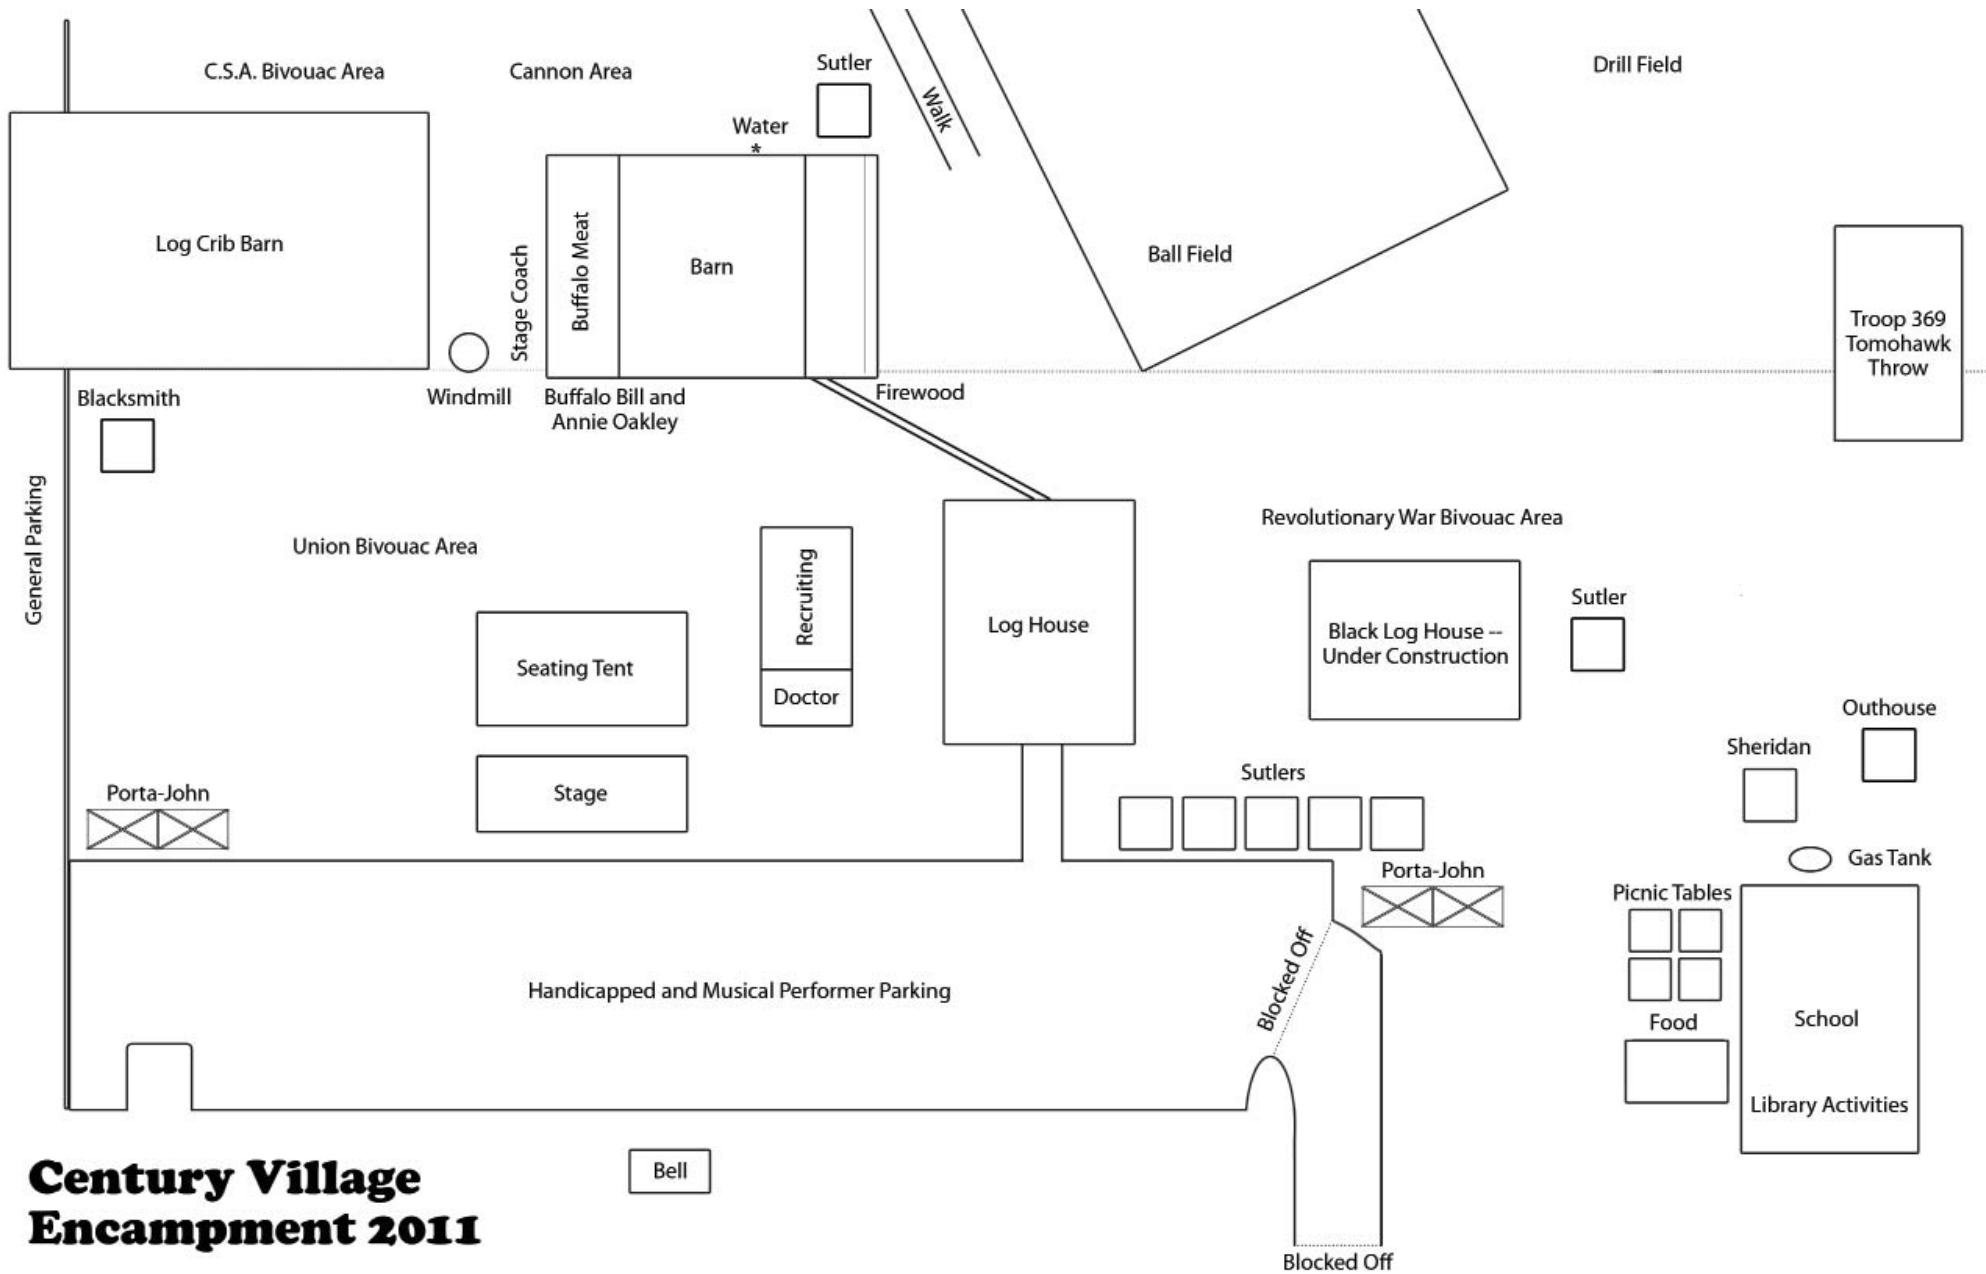 C.S.A. Bivouac Area
Cannon Area
Sutler
Drill Field
Walk
Water
*
Log Crib Barn
Stage Coach
Buffalo Meat
Barn
Ball Field
Troop 369
Tomohawk
Throw
Blacksmith
Windmill
Buffalo Bill and
Annie Oakley
Firewood
General Parking
Union Bivouac Area
Recruiting
Doctor
Log House
Revolutionary War Bivouac Area
Black Log House --
Under Construction
Sutler
Seating Tent
Stage
Outhouse
Sheridan
Sutlers
Porta-John
Gas Tank
Porta-John
Picnic Tables
Blocked Off
Handicapped and Musical Performer Parking
Food
School
Library Activities
Bell
Century Village
Encampment 2011
Blocked Off